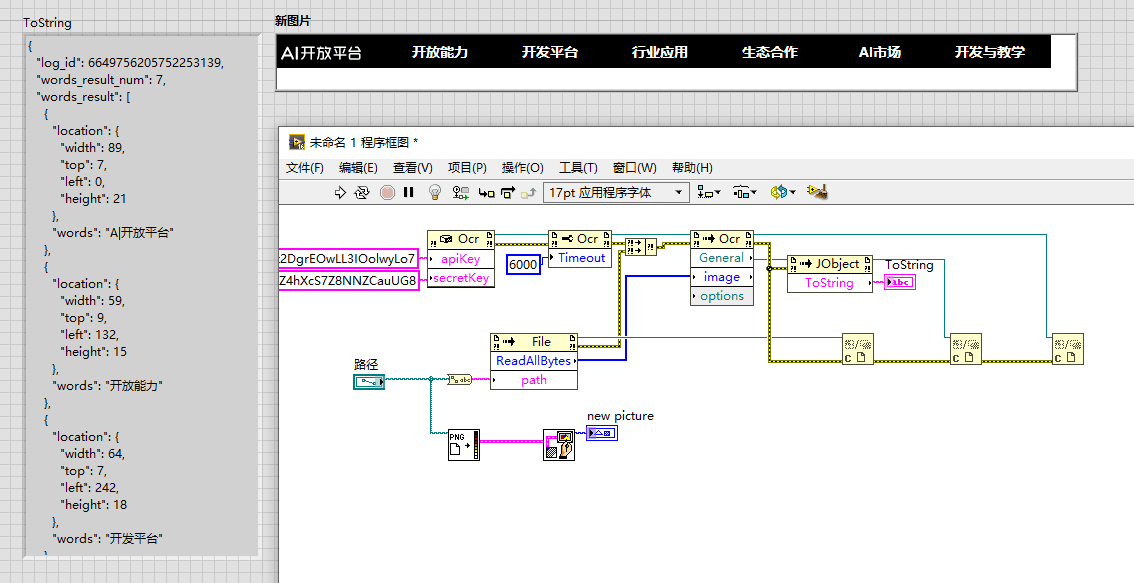 ToString
{
"log_id": 6649756205752253139,
"words_result_num": 7,
"words_result": [
{
"location": {
"width": 89,
"top": 7,
"left": 0,
"height": 21
},
"words": "A|开放平台"
},
{
"location": {
"width": 59,
"top": 9,
"left": 132,
"height": 15
},
"words": "开放能力"
},
{
"location": {
"width": 64,
"top": 7,
"left": 242,
"height": 18
},
"words": "开发平台"
新图片
AI开放平台 开放能力 开发平台 行业应用 生态合作 AI市场 开发与教学
未命名 1 程序框图 *
文件(F) 编辑(E) 查看(V) 项目(P) 操作(O) 工具(T) 窗口(W) 帮助(H)
17pt 应用程序字体
Ocr
apiKey
secretKey
2DgrEOwLL3IOolwyLo7
Z4hXcS7Z8NNZCauUG8
6000
Ocr
Timeout
Ocr
General
image
options
JObject
ToString
ToString
abc
File
ReadAllBytes
path
路径
abc
PNG
new picture
C
C
C